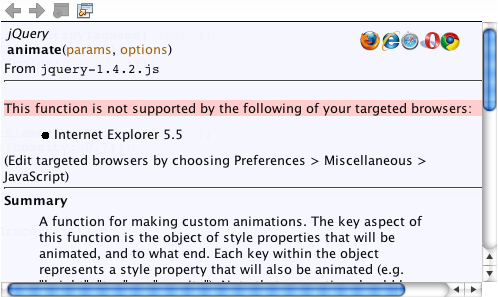 jQuery
animate(params, options)
From jquery-1.4.2.js
This function is not supported by the following of your targeted browsers:
● Internet Explorer 5.5
(Edit targeted browsers by choosing Preferences > Miscellaneous >
JavaScript)
Summary
A function for making custom animations. The key aspect of
this function is the object of style properties that will be
animated, and to what end. Each key within the object
represents a style property that will also be animated (e.g.